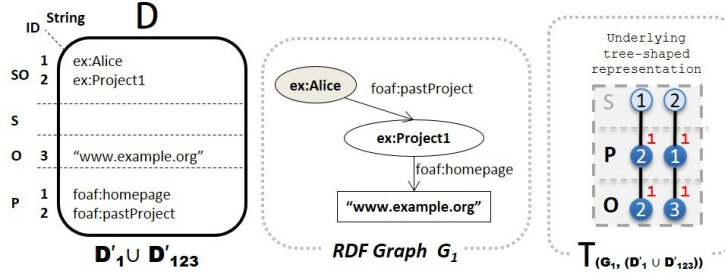 D
ID String
SO 1 ex:Alice
2 ex:Project1
S
O 3 “www.example.org”
P 1 foaf:homepage
2 foaf:pastProject
D′1∪ D′123
ex:Alice
foaf:pastProject
ex:Project1
foaf:homepage
“www.example.org”
RDF Graph G1
Underlying
tree-shaped
representation
S 1 2
1 1
P 2 1
1 1
O 2 3
T(G1, (D′1 ∪ D′123))